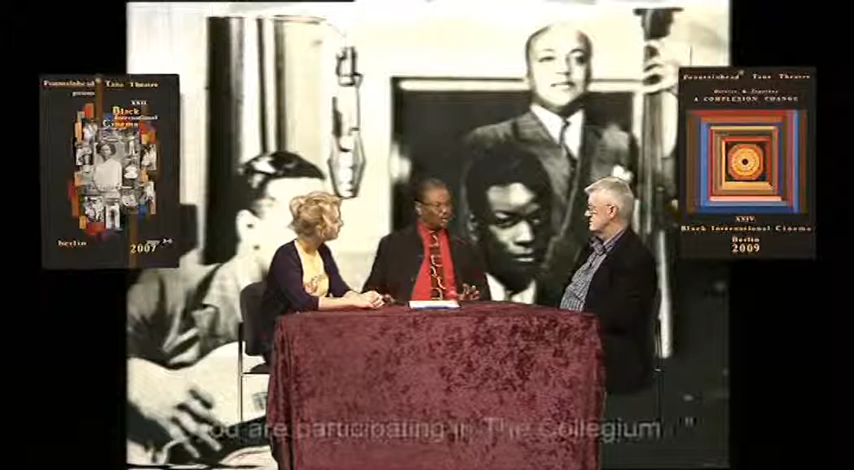 Fountainhead® Tanz Theatre
presents
XXII.
Black
International
Cinema
berlin
2007
Fountainhead® Tanz Theatre
A COMPLEXION CHANGE
XXIV.
Black International Cinema
Berlin
2009
you are participating in The Collegium